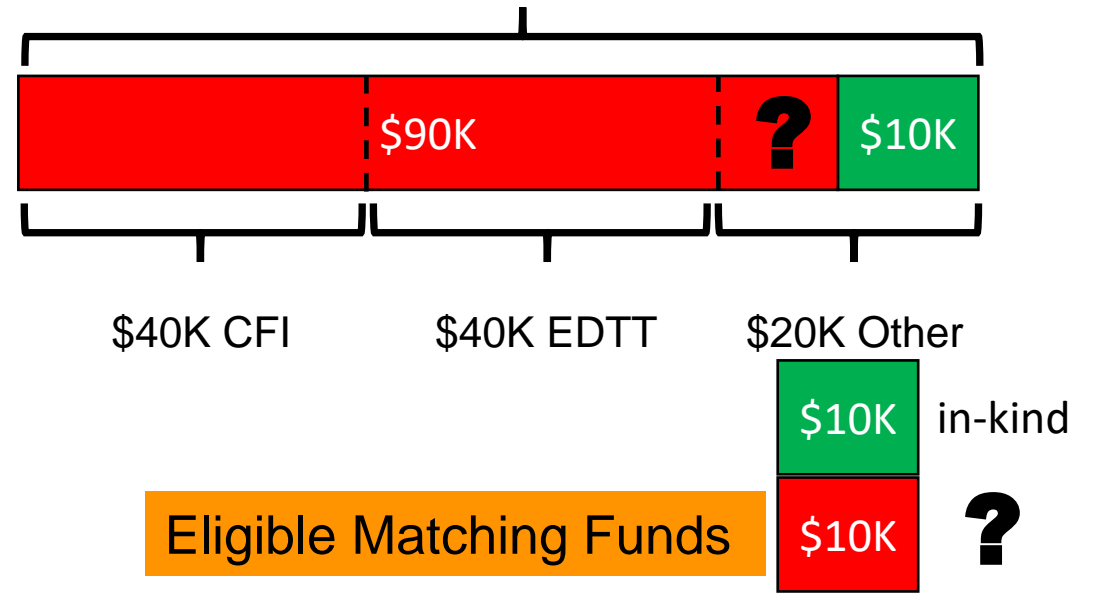 $90K ? $10K
$40K CFI $40K EDTT $20K Other
$10K in-kind
Eligible Matching Funds $10K ?